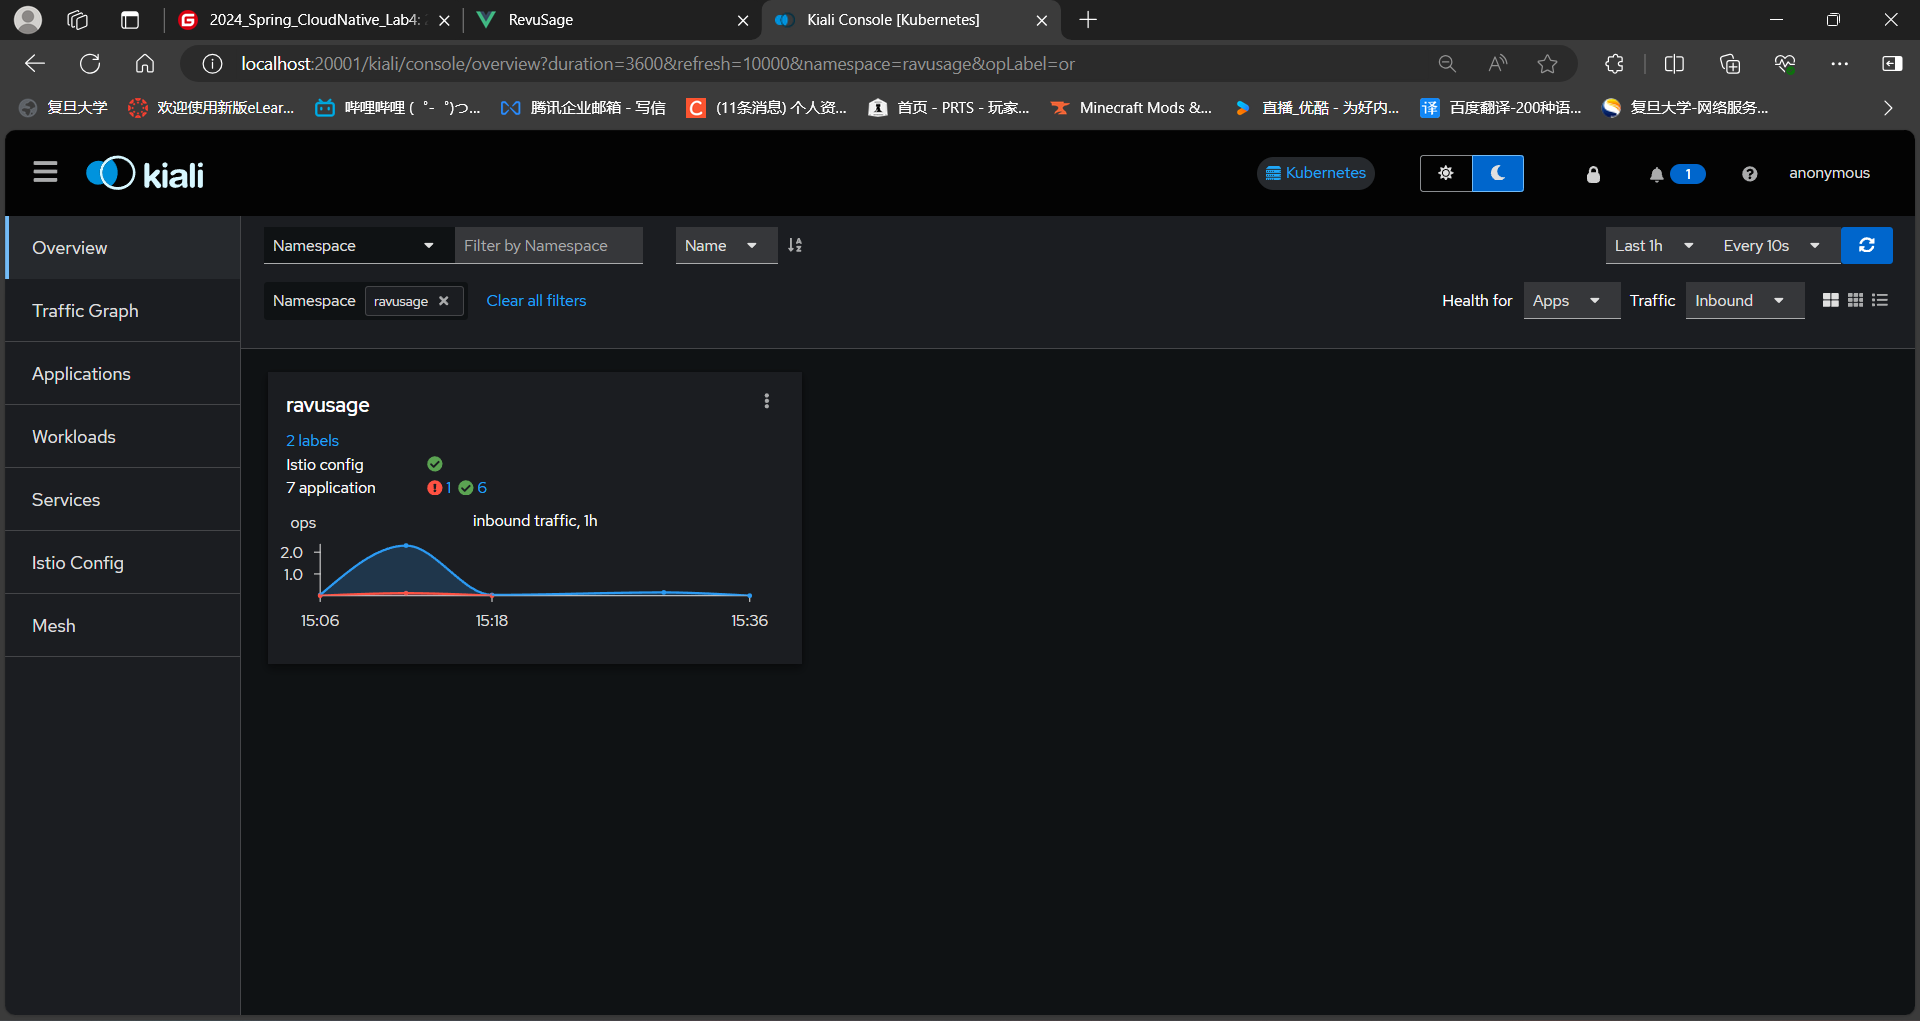 2024_Spring_CloudNative_Lab4:
RevuSage
Kiali Console [Kubernetes]
localhost:20001/kiali/console/overview?duration=3600&refresh=10000&namespace=ravusage&opLabel=or
复旦大学
欢迎使用新版eLear...
哔哩哔哩 ( ゜- ゜)つ...
腾讯企业邮箱 - 写信
(11条消息) 个人资...
首页 - PRTS - 玩家...
Minecraft Mods &...
直播_优酷 - 为好内...
译
百度翻译-200种语...
复旦大学-网络服务...
kiali
Kubernetes
1
anonymous
Overview
Traffic Graph
Applications
Workloads
Services
Istio Config
Mesh
Namespace
Filter by Namespace
Name
Last 1h
Every 10s
Namespace
ravusage
Clear all filters
Health for
Apps
Traffic
Inbound
ravusage
2 labels
Istio config
7 application
1
6
ops
inbound traffic, 1h
2.0
1.0
15:06
15:18
15:36